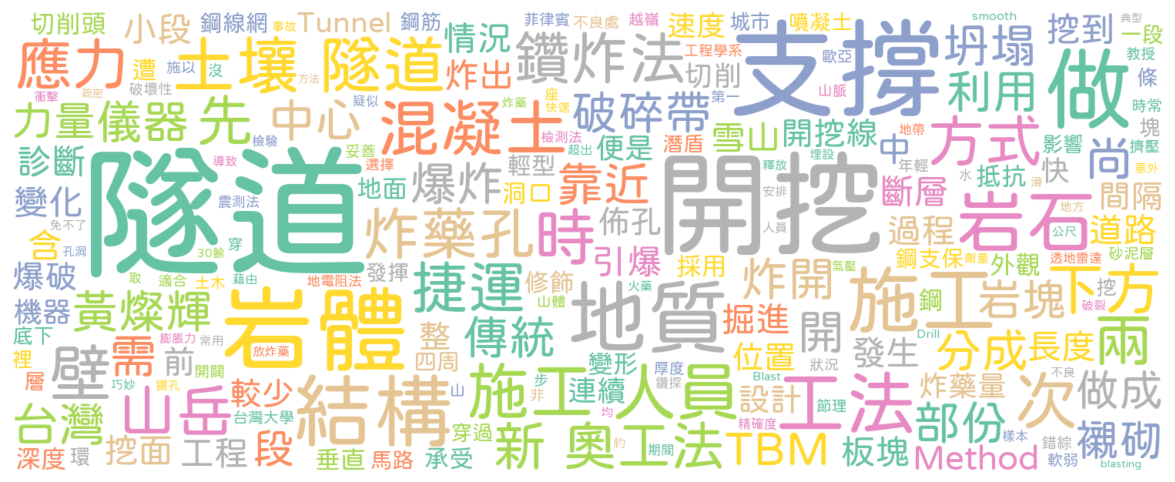 切削頭 小段 鋼線網 事故 Tunnel 鋼筋 菲律賓 不良處 越嶺 速度 城市 噴凝土 smooth 挖到 典型 一段
應力 土壤 隧道 情況 鑽炸法 工程學系 支撐 歐亞 坍塌 做 教授
遭 施以 沒 方法 炸出 切削 山脈 條
衝擊 疏密 破壞性 疑似 炸藥 座 快速 破碎帶 第一 利用 時常
力量 儀器 先 中心 混凝土 檢測法 超出 潛盾 雪山 開挖線 地帶 方式 影響 塊 擠壓
診斷 檢驗 妥善 便是 中 尚
隧道 導致 選擇 輕型 靠近 釋放 埋設 開挖 年輕 抵抗 快 意外
變化 震測法 地面 爆炸 洞口 安排 斷層 水 滑 間隔
免不了 炸藥孔 時 佈孔 人員 過程 岩石 地方 公尺 道路
含 孔洞 30餘 穿 引爆 鋼支保 劑量 外觀 透地雷達 砂泥層
爆破 取 適合 土木 藉由 地電阻法 發揮 捷運 修飾 採用 炸開 氣壓 鋼 挖
機器 黃燦輝 岩體 山體 火藥 地質 掘進 施工 岩塊 下方 破裂
底下 膨脹力 常用 整 傳統 位置 開 Drill 分成 長度 兩
裡 壁 需 前 放炸藥 四周 變形 狀況 發生 不良
層 巧妙 鑽孔 開闢 較少 山 步 非 連續 厚度 鑽探 Blast 設計 節理 炸藥量 次 做成
台灣 山岳 台灣大學 結構 施工人員 均 精確度 工法 部份 襯砌
深度 環 挖面 工程 段 垂直 馬路 穿過 承受 新奧工法 約 期間 TBM 板塊 Method 樣本 錯綜 軟弱 blasting